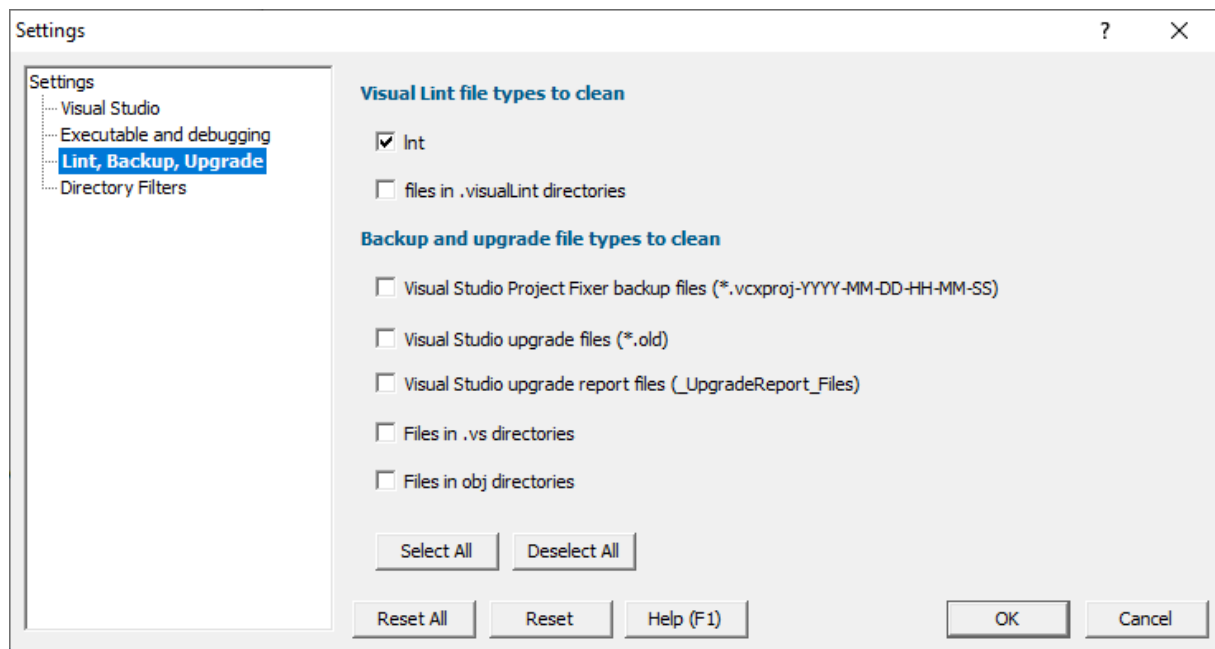 Settings
?
Settings
Visual Studio
Executable and debugging
Lint, Backup, Upgrade
Directory Filters
Visual Lint file types to clean
lnt
files in .visualLint directories
Backup and upgrade file types to clean
Visual Studio Project Fixer backup files (*.vcxproj-YYYY-MM-DD-HH-MM-SS)
Visual Studio upgrade files (*.old)
Visual Studio upgrade report files (_UpgradeReport_Files)
Files in .vs directories
Files in obj directories
Select All
Deselect All
Reset All
Reset
Help (F1)
OK
Cancel